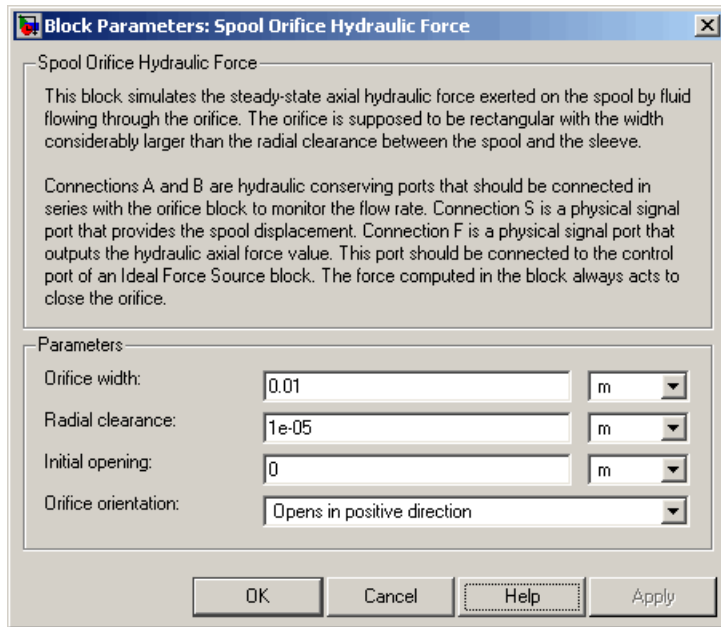 Block Parameters: Spool Orifice Hydraulic Force
Spool Orifice Hydraulic Force
This block simulates the steady-state axial hydraulic force exerted on the spool by fluid
flowing through the orifice. The orifice is supposed to be rectangular with the width
considerably larger than the radial clearance between the spool and the sleeve.
Connections A and B are hydraulic conserving ports that should be connected in
series with the orifice block to monitor the flow rate. Connection S is a physical signal
port that provides the spool displacement. Connection F is a physical signal port that
outputs the hydraulic axial force value. This port should be connected to the control
port of an Ideal Force Source block. The force computed in the block always acts to
close the orifice.
Parameters
Orifice width: 0.01 m
Radial clearance: 1e-05 m
Initial opening: 0 m
Orifice orientation: Opens in positive direction
OK Cancel Help Apply